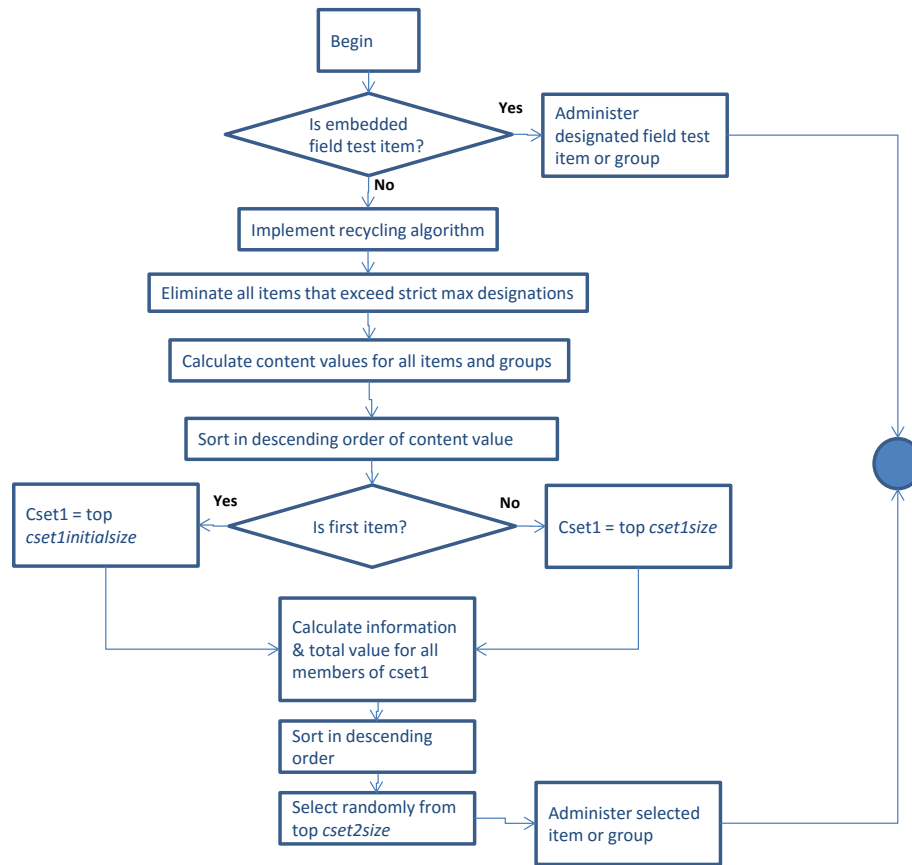 Begin
Is embedded
field test item?
Yes
Administer
designated field test
item or group
No
Implement recycling algorithm
Eliminate all items that exceed strict max designations
Calculate content values for all items and groups
Sort in descending order of content value
Yes
No
Cset1 = top
cset1initialsize
Is first item?
Cset1 = top cset1size
Calculate information
& total value for all
members of cset1
Sort in descending
order
Select randomly from
top cset2size
Administer selected
item or group